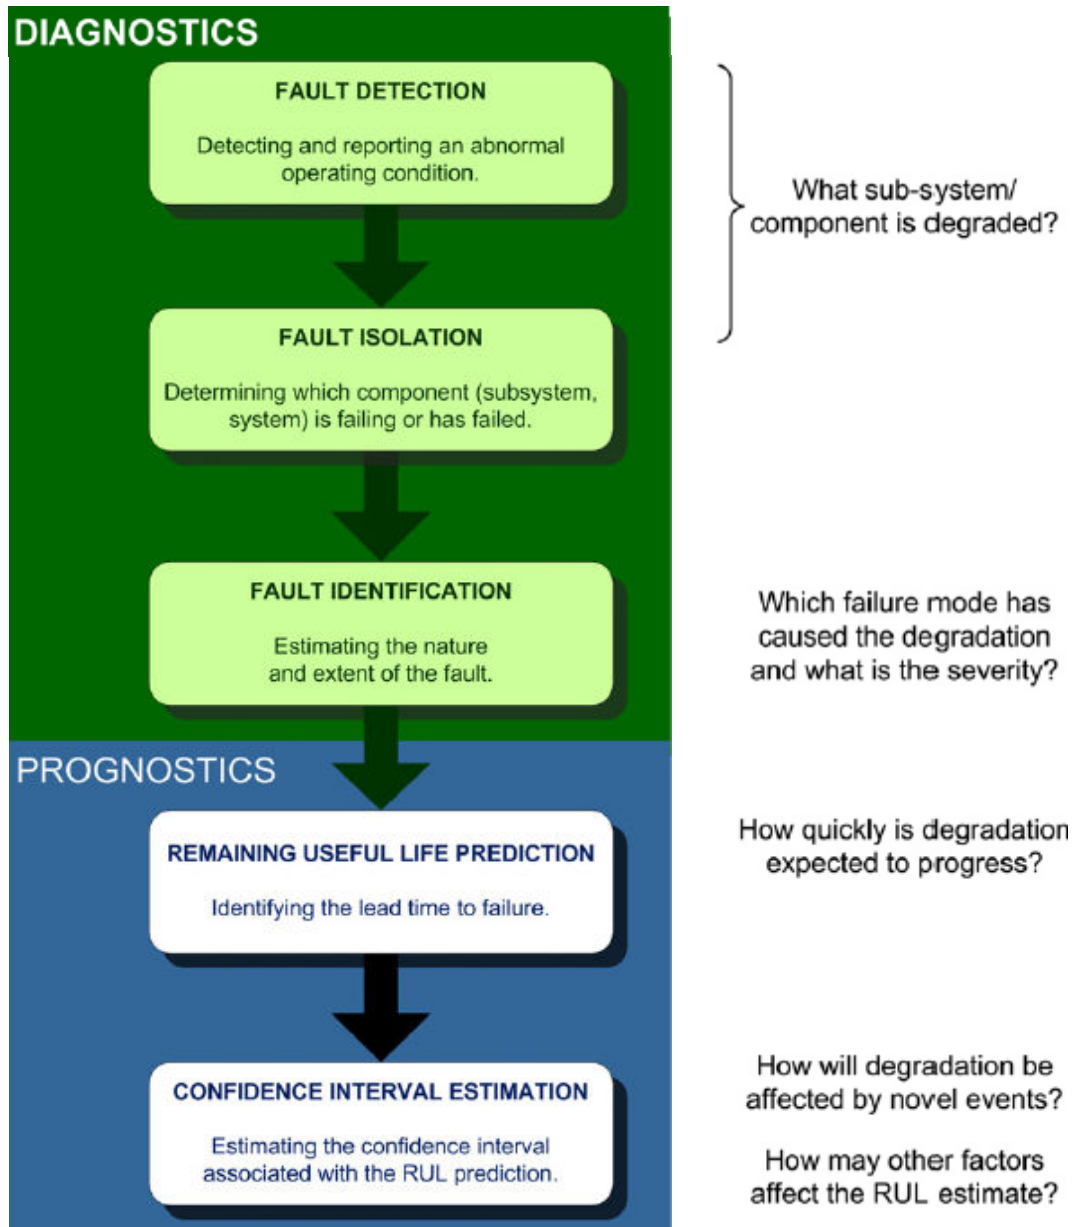 DIAGNOSTICS
FAULT DETECTION
Detecting and reporting an abnormal
operating condition.
What sub-system/
component is degraded?
FAULT ISOLATION
Determining which component (subsystem,
system) is failing or has failed.
FAULT IDENTIFICATION
Estimating the nature
and extent of the fault.
Which failure mode has
caused the degradation
and what is the severity?
PROGNOSTICS
REMAINING USEFUL LIFE PREDICTION
Identifying the lead time to failure.
How quickly is degradation
expected to progress?
CONFIDENCE INTERVAL ESTIMATION
Estimating the confidence interval
associated with the RUL prediction.
How will degradation be
affected by novel events?
How may other factors
affect the RUL estimate?